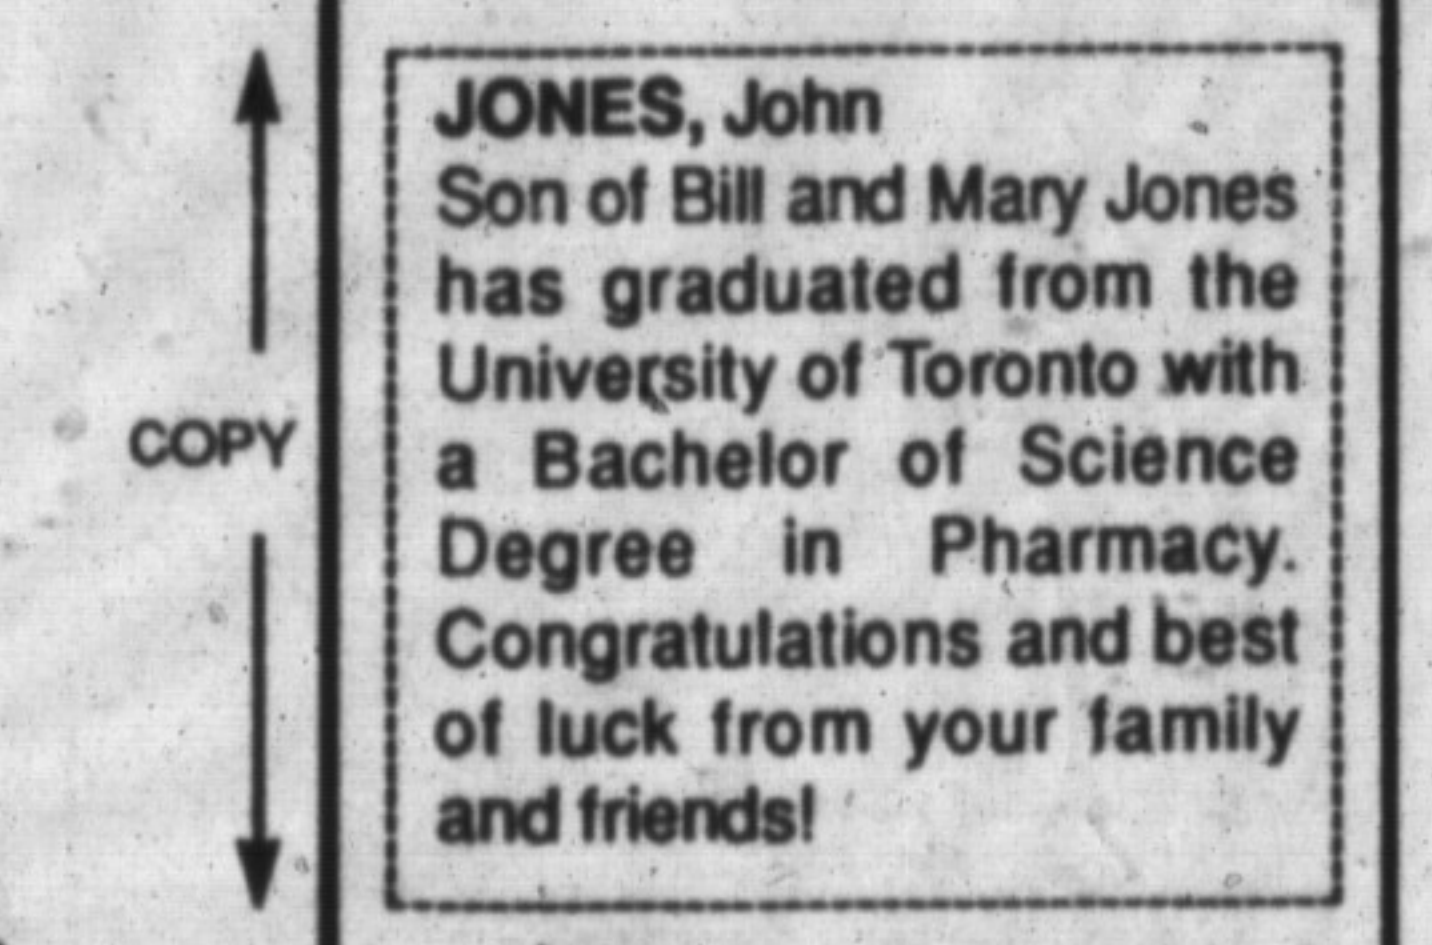 JONES, John
Son of Bill and Mary Jones
has graduated from the
University of Toronto with
a Bachelor of Science
Degree in Pharmacy.
Congratulations and best
of luck from your family
and friends!
COPY